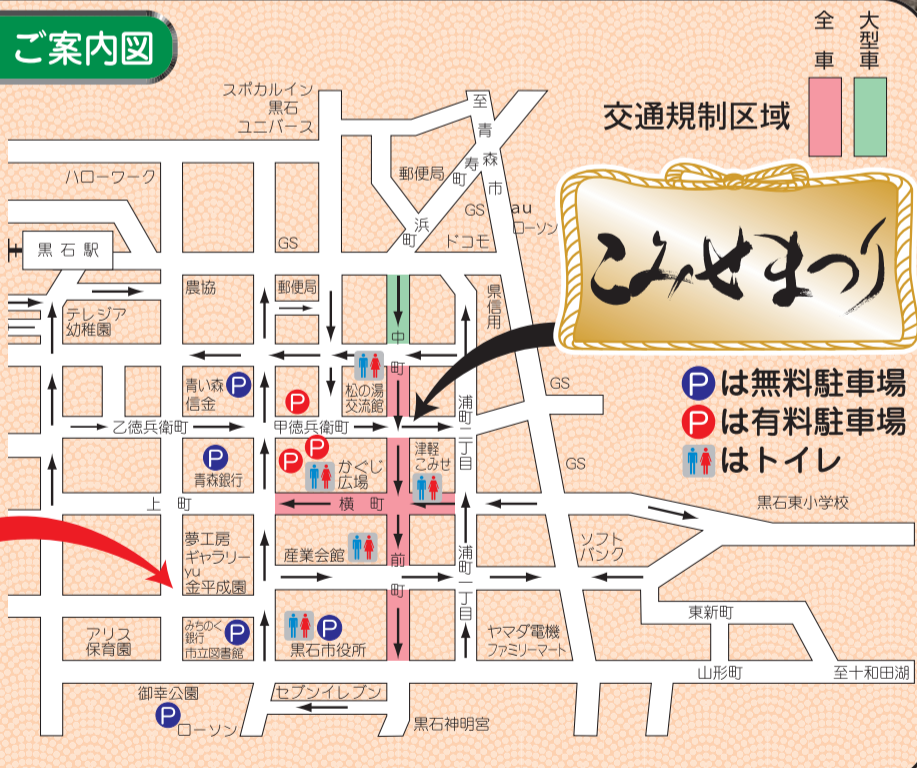 ご案内図
全車
大型車
交通規制区域
こみせまつり
Pは無料駐車場
Pは有料駐車場
はトイレ
スポカルイン
黒石
ユニバース
至青森市
ハローワーク
郵便局
寿町
浜町
GS
au
ローソン
ドコモ
黒石駅
GS
農協
郵便局
県信用
テレジア
幼稚園
中町
青い森
信金
P
P
松の湯
交流館
GS
乙徳兵衛町
甲徳兵衛町
浦町二丁目
P
青森銀行
P
P
かぐじ
広場
津軽
こみせ
GS
上町
横町
黒石東小学校
夢工房
ギャラリー
yu
金平成園
産業会館
前町
浦町一丁目
ソフト
バンク
東新町
アリス
保育園
みちのく
銀行
市立図書館
P
P
黒石市役所
ヤマダ電機
ファミリーマート
山形町
至十和田湖
御幸公園
P
ローソン
セブンイレブン
黒石神明宮